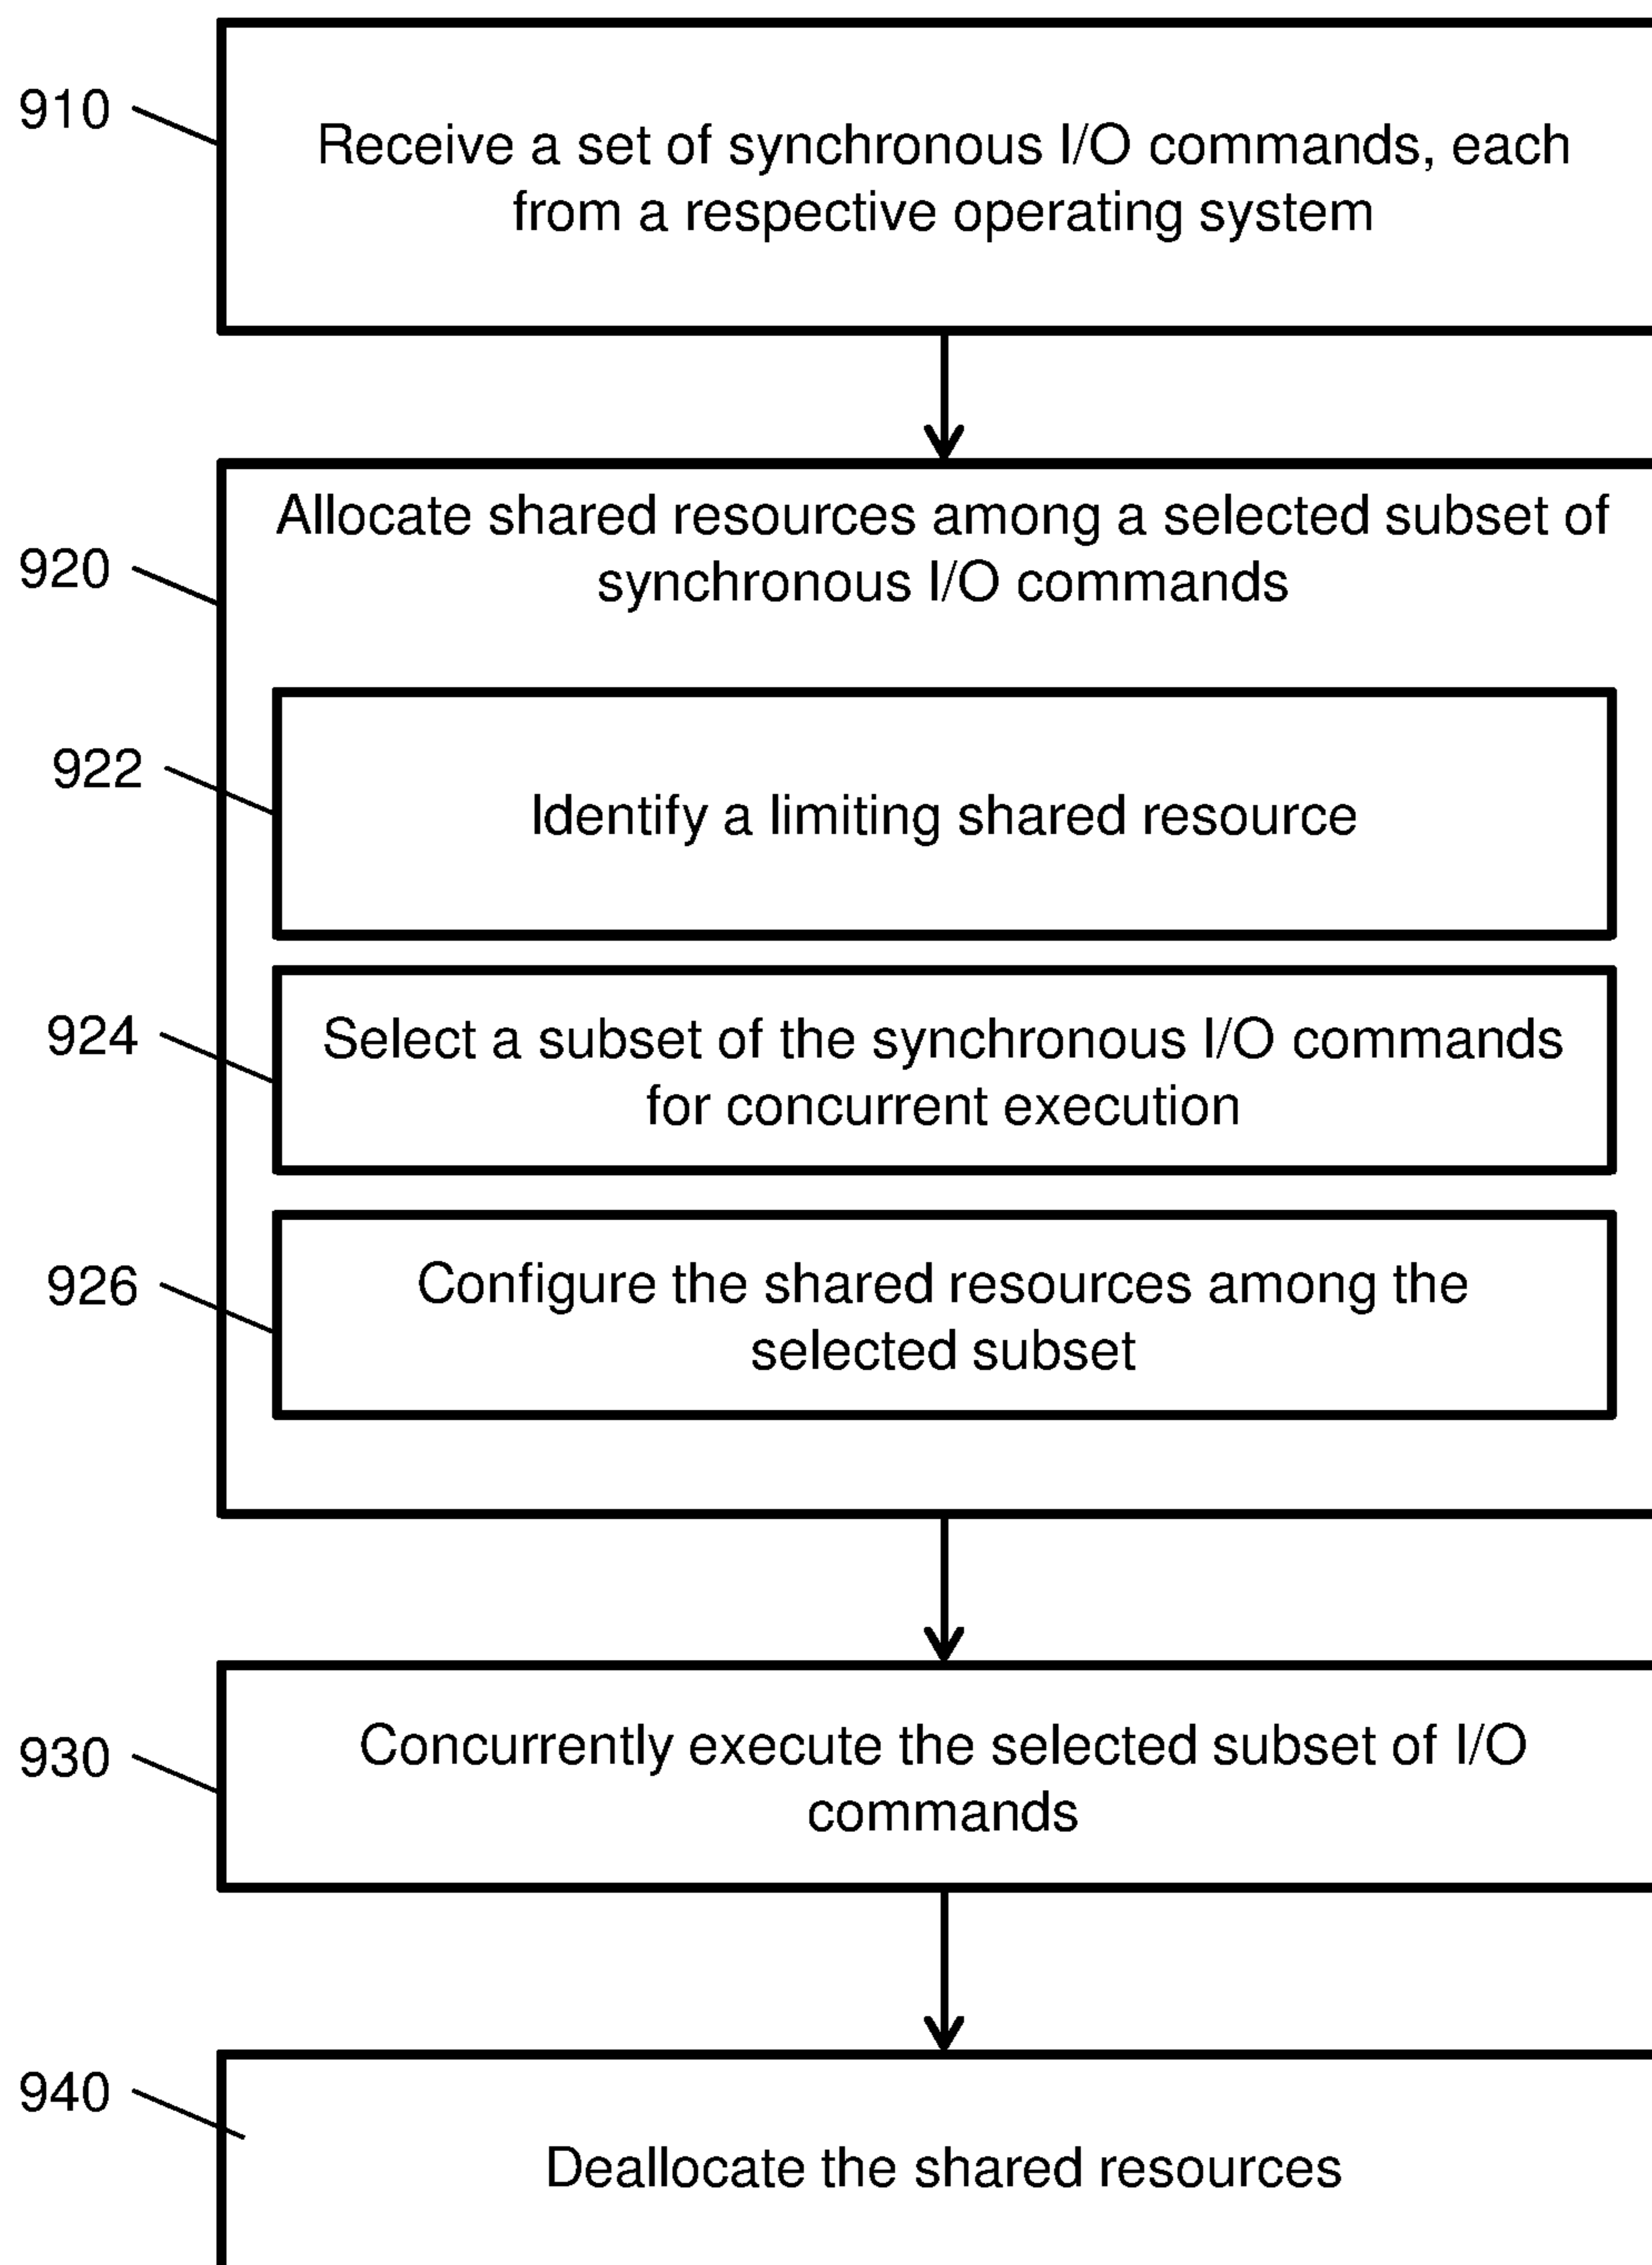 910
Receive a set of synchronous I/O commands, each
from a respective operating system
920
Allocate shared resources among a selected subset of
synchronous I/O commands
922
Identify a limiting shared resource
924
Select a subset of the synchronous I/O commands
for concurrent execution
926
Configure the shared resources among the
selected subset
930
Concurrently execute the selected subset of I/O
commands
940
Deallocate the shared resources